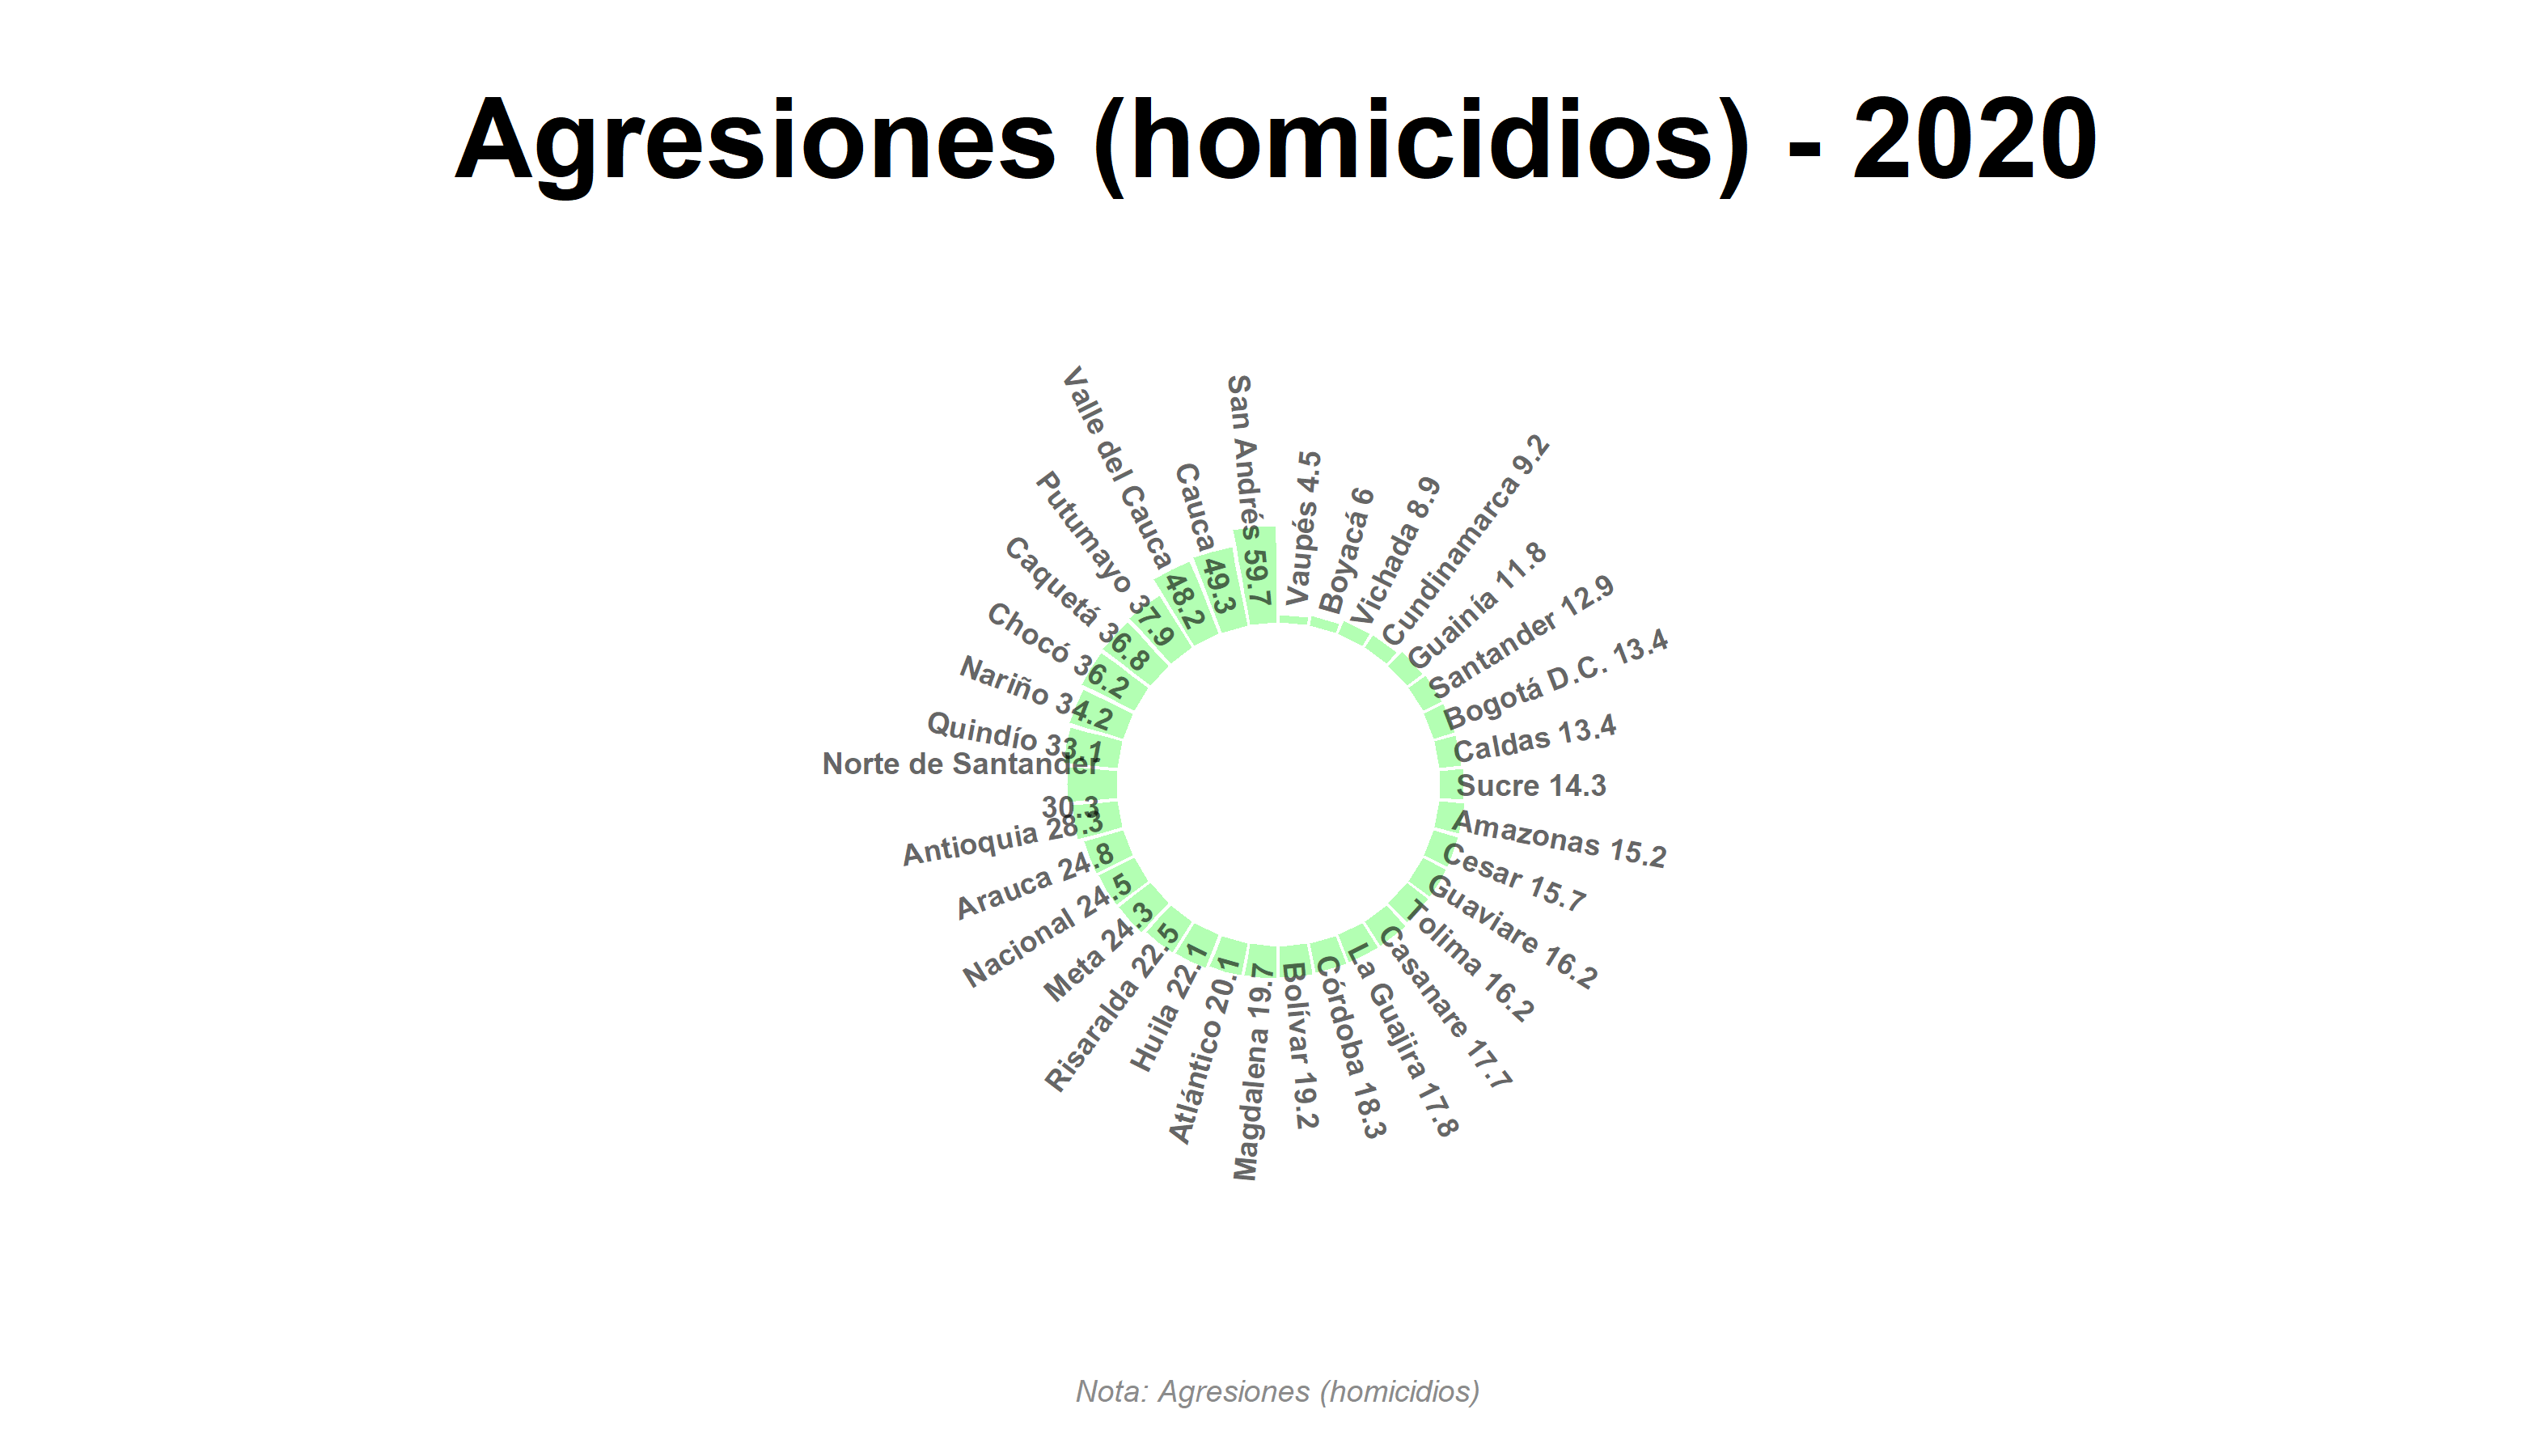 Agresiones (homicidios) - 2020
Vaupés 4.5
Boyacá 6
Vichada 8.9
Cundinamarca 9.2
Guainía 11.8
Santander 12.9
Bogotá D.C. 13.4
Caldas 13.4
Sucre 14.3
Amazonas 15.2
Cesar 15.7
Guaviare 16.2
Tolima 16.2
Casanare 17.7
La Guajira 17.8
Córdoba 18.3
Bolívar 19.2
Magdalena 19.7
Atlántico 20.1
Huila 22.1
Risaralda 22.5
Meta 24.3
Nacional 24.5
Arauca 24.8
Antioquia 28.3
Norte de Santander
30.3
Quindío 33.1
Nariño 34.2
Chocó 36.2
Caquetá 36.8
Putumayo 37.9
Valle del Cauca 48.2
Cauca 49.3
San Andrés 59.7
Nota: Agresiones (homicidios)